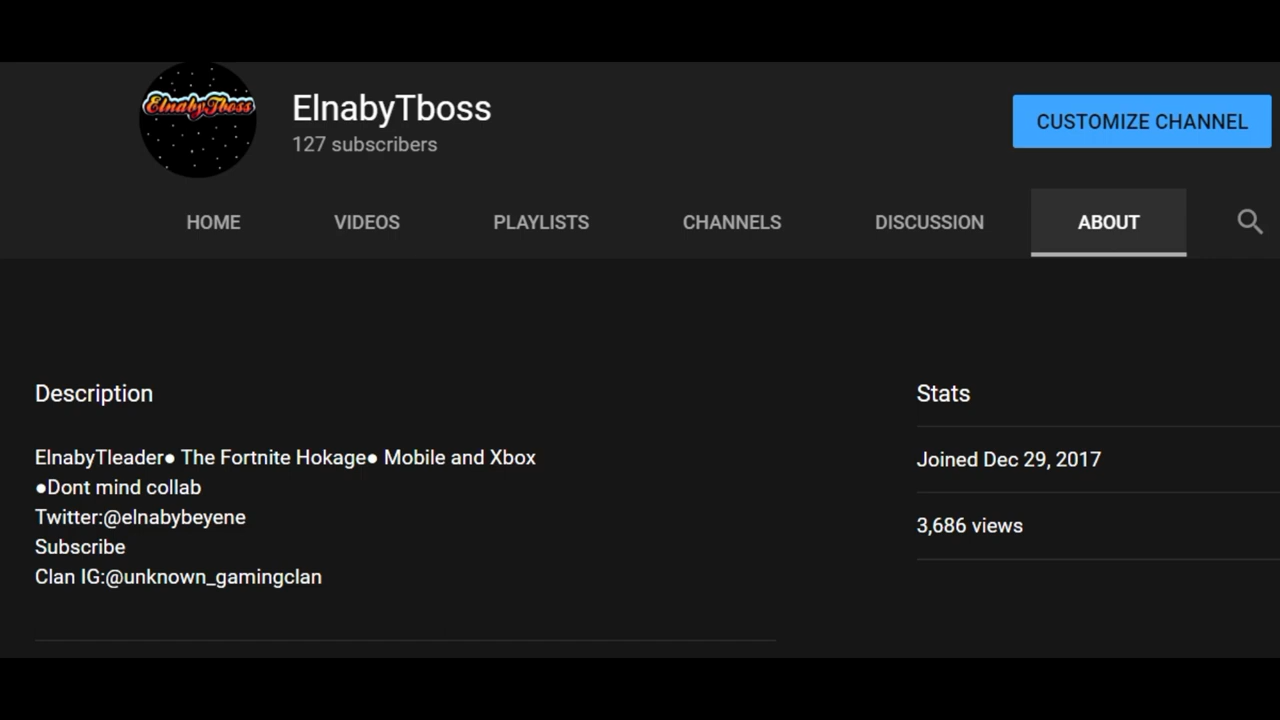 ElnabyTboss
ElnabyTboss
127 subscribers
CUSTOMIZE CHANNEL
HOME
VIDEOS
PLAYLISTS
CHANNELS
DISCUSSION
ABOUT
Description
ElnabyTleader● The Fortnite Hokage● Mobile and Xbox
●Dont mind collab
Twitter:@elnabybeyene
Subscribe
Clan IG:@unknown_gamingclan
Stats
Joined Dec 29, 2017
3,686 views